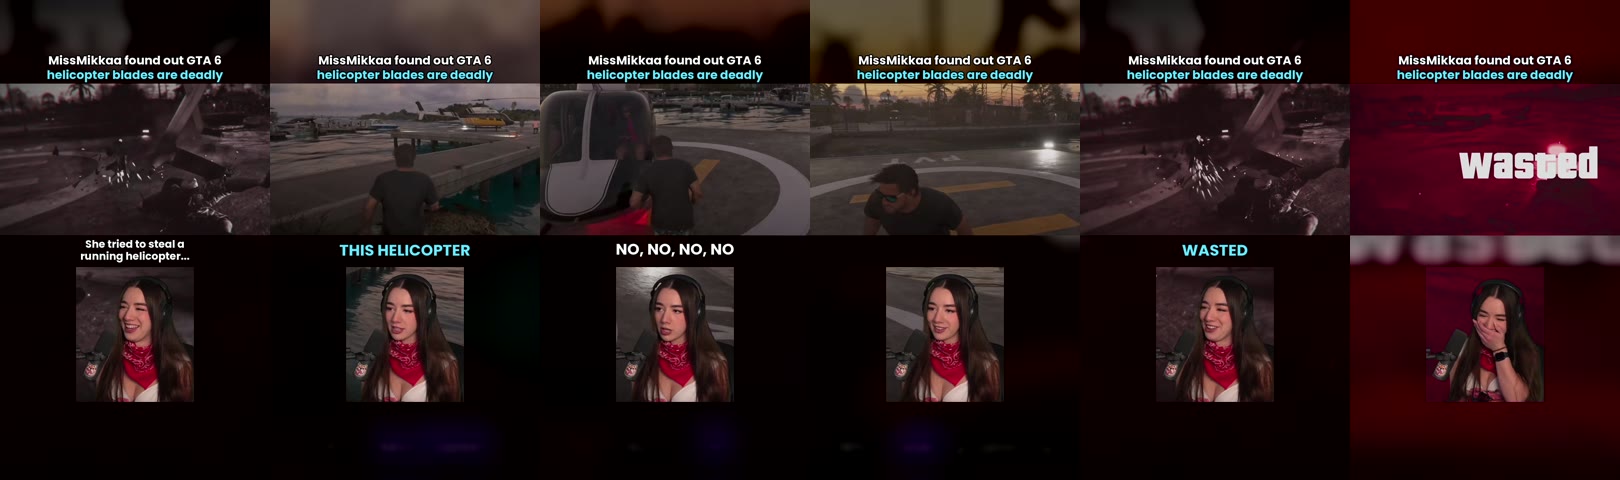 MissMikkaa found out GTA 6
helicopter blades are deadly
She tried to steal a
running helicopter...
MissMikkaa found out GTA 6
helicopter blades are deadly
THIS HELICOPTER
MissMikkaa found out GTA 6
helicopter blades are deadly
NO, NO, NO, NO
MissMikkaa found out GTA 6
helicopter blades are deadly
MissMikkaa found out GTA 6
helicopter blades are deadly
WASTED
MissMikkaa found out GTA 6
helicopter blades are deadly
wasted